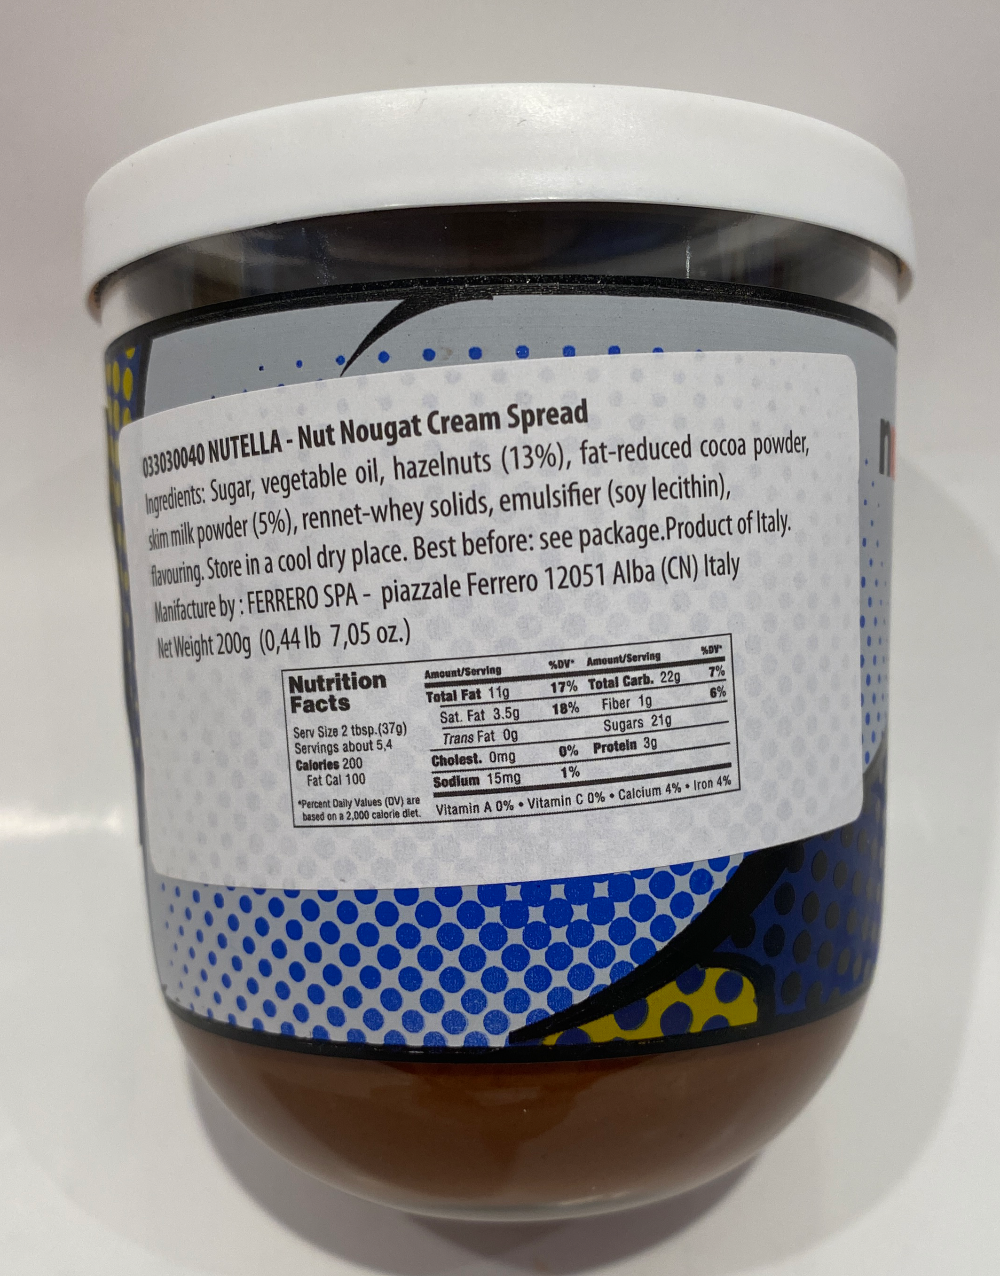 033030040 NUTELLA - Nut Nougat Cream Spread
Ingredients: Sugar, vegetable oil, hazelnuts (13%), fat-reduced cocoa powder,
skim milk powder (5%), rennet-whey solids, emulsifier (soy lecithin),
flavouring. Store in a cool dry place. Best before: see package.Product of Italy.
Manifacture by : FERRERO SPA - piazzale Ferrero 12051 Alba (CN) Italy
Net Weight 200g (0,44 lb 7,05 oz.)
Nutrition
Facts
Serv Size 2 tbsp.(37g)
Servings about 5,4
Calories 200
Fat Cal 100
*Percent Daily Values (DV) are
based on a 2,000 calorie diet.
Amount/Serving %DV* Amount/Serving %DV*
Total Fat 11g 17% Total Carb. 22g 7%
Sat. Fat 3.5g 18% Fiber 1g 6%
Trans Fat 0g Sugars 21g
Cholest. 0mg 0% Protein 3g
Sodium 15mg 1%
Vitamin A 0% • Vitamin C 0% • Calcium 4% • Iron 4%